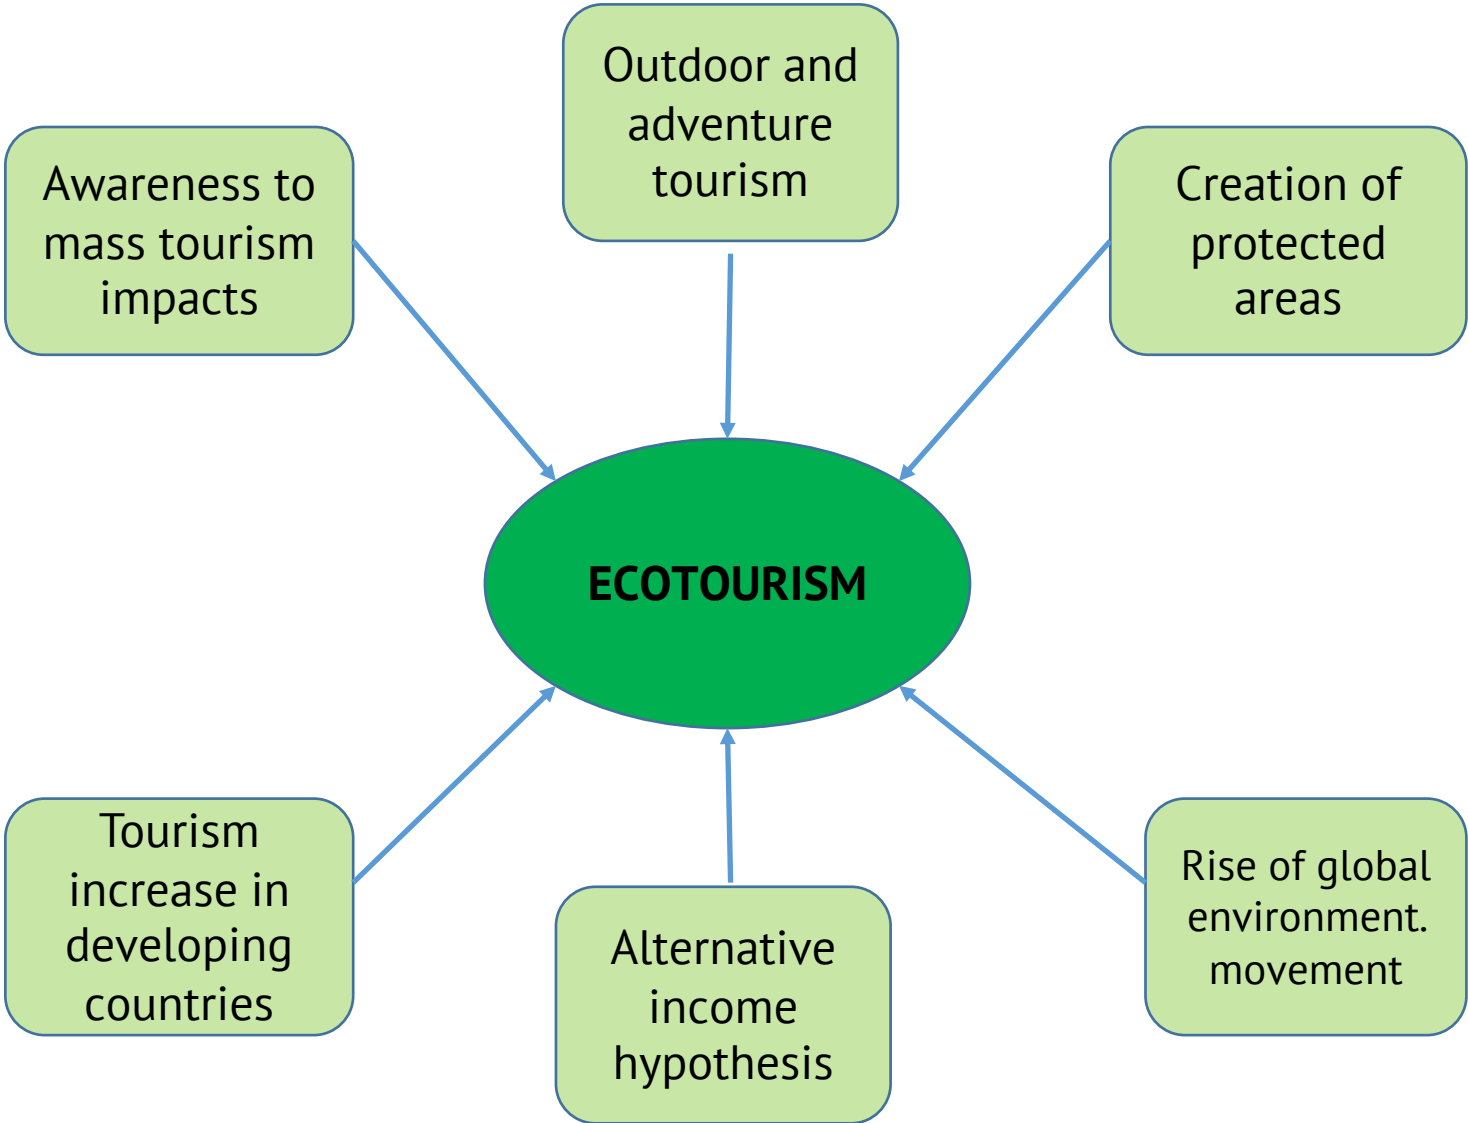 Outdoor and
adventure
tourism
Awareness to
mass tourism
impacts
Creation of
protected
areas
ECOTOURISM
Tourism
increase in
developing
countries
Alternative
income
hypothesis
Rise of global
environment.
movement